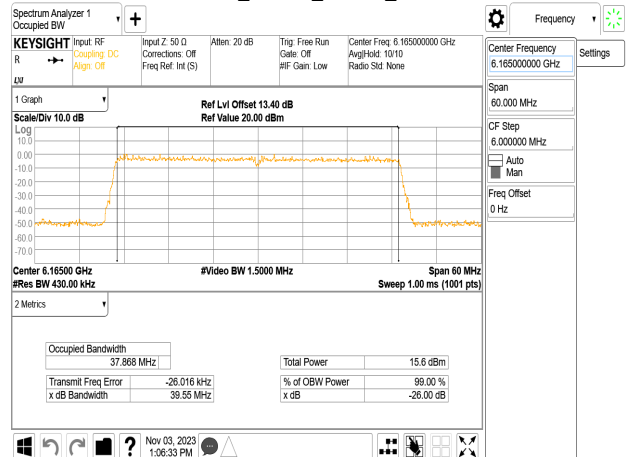 Spectrum Analyzer 1
Occupied BW
Frequency
KEYSIGHT
R
Input: RF
Coupling: DC
Align: Off
Input Z: 50 Ω
Corrections: Off
Freq Ref: Int (S)
Atten: 20 dB
Trig: Free Run
Gate: Off
#IF Gain: Low
Center Freq: 6.165000000 GHz
Avg|Hold: 10/10
Radio Std: None
Center Frequency
6.165000000 GHz
Settings
Span
60.000 MHz
CF Step
6.000000 MHz
Auto
Man
Freq Offset
0 Hz
1 Graph
Scale/Div 10.0 dB
Ref Lvl Offset 13.40 dB
Ref Value 20.00 dBm
Log
10.0
0.00
-10.0
-20.0
-30.0
-40.0
-50.0
-60.0
-70.0
Center 6.16500 GHz
#Video BW 1.5000 MHz
Span 60 MHz
#Res BW 430.00 kHz
Sweep 1.00 ms (1001 pts)
2 Metrics
Occupied Bandwidth
37.868 MHz
Total Power 15.6 dBm
Transmit Freq Error -26.016 kHz
% of OBW Power 99.00 %
x dB Bandwidth 39.55 MHz
x dB -26.00 dB
?
Nov 03, 2023
1:06:33 PM